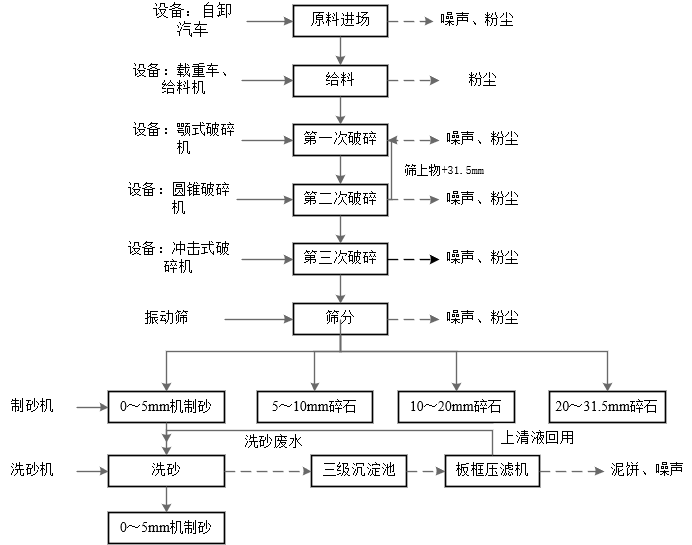 设备：自卸
汽车
原料进场
噪声、粉尘
设备：载重车、
给料机
给料
粉尘
设备：颚式破碎
机
第一次破碎
噪声、粉尘
筛上物+31.5mm
设备：圆锥破碎
机
第二次破碎
噪声、粉尘
设备：冲击式破
碎机
第三次破碎
噪声、粉尘
振动筛
筛分
噪声、粉尘
制砂机
0～5mm机制砂
5～10mm碎石
10～20mm碎石
20～31.5mm碎石
洗砂废水
上清液回用
洗砂机
洗砂
三级沉淀池
板框压滤机
泥饼、噪声
0～5mm机制砂